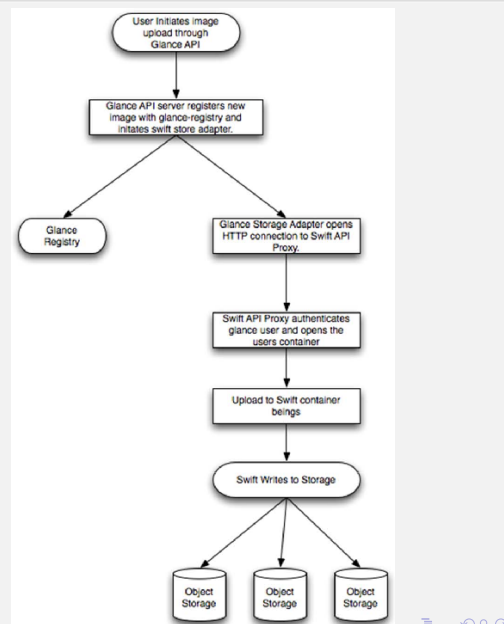 User Initiates image
upload through
Glance API
Glance API server registers new
image with glance-registry and
initates swift store adapter.
Glance
Registry
Glance Storage Adapter opens
HTTP connection to Swift API
Proxy.
Swift API Proxy authenticates
glance user and opens the
users container
Upload to Swift container
beings
Swift Writes to Storage
Object
Storage
Object
Storage
Object
Storage